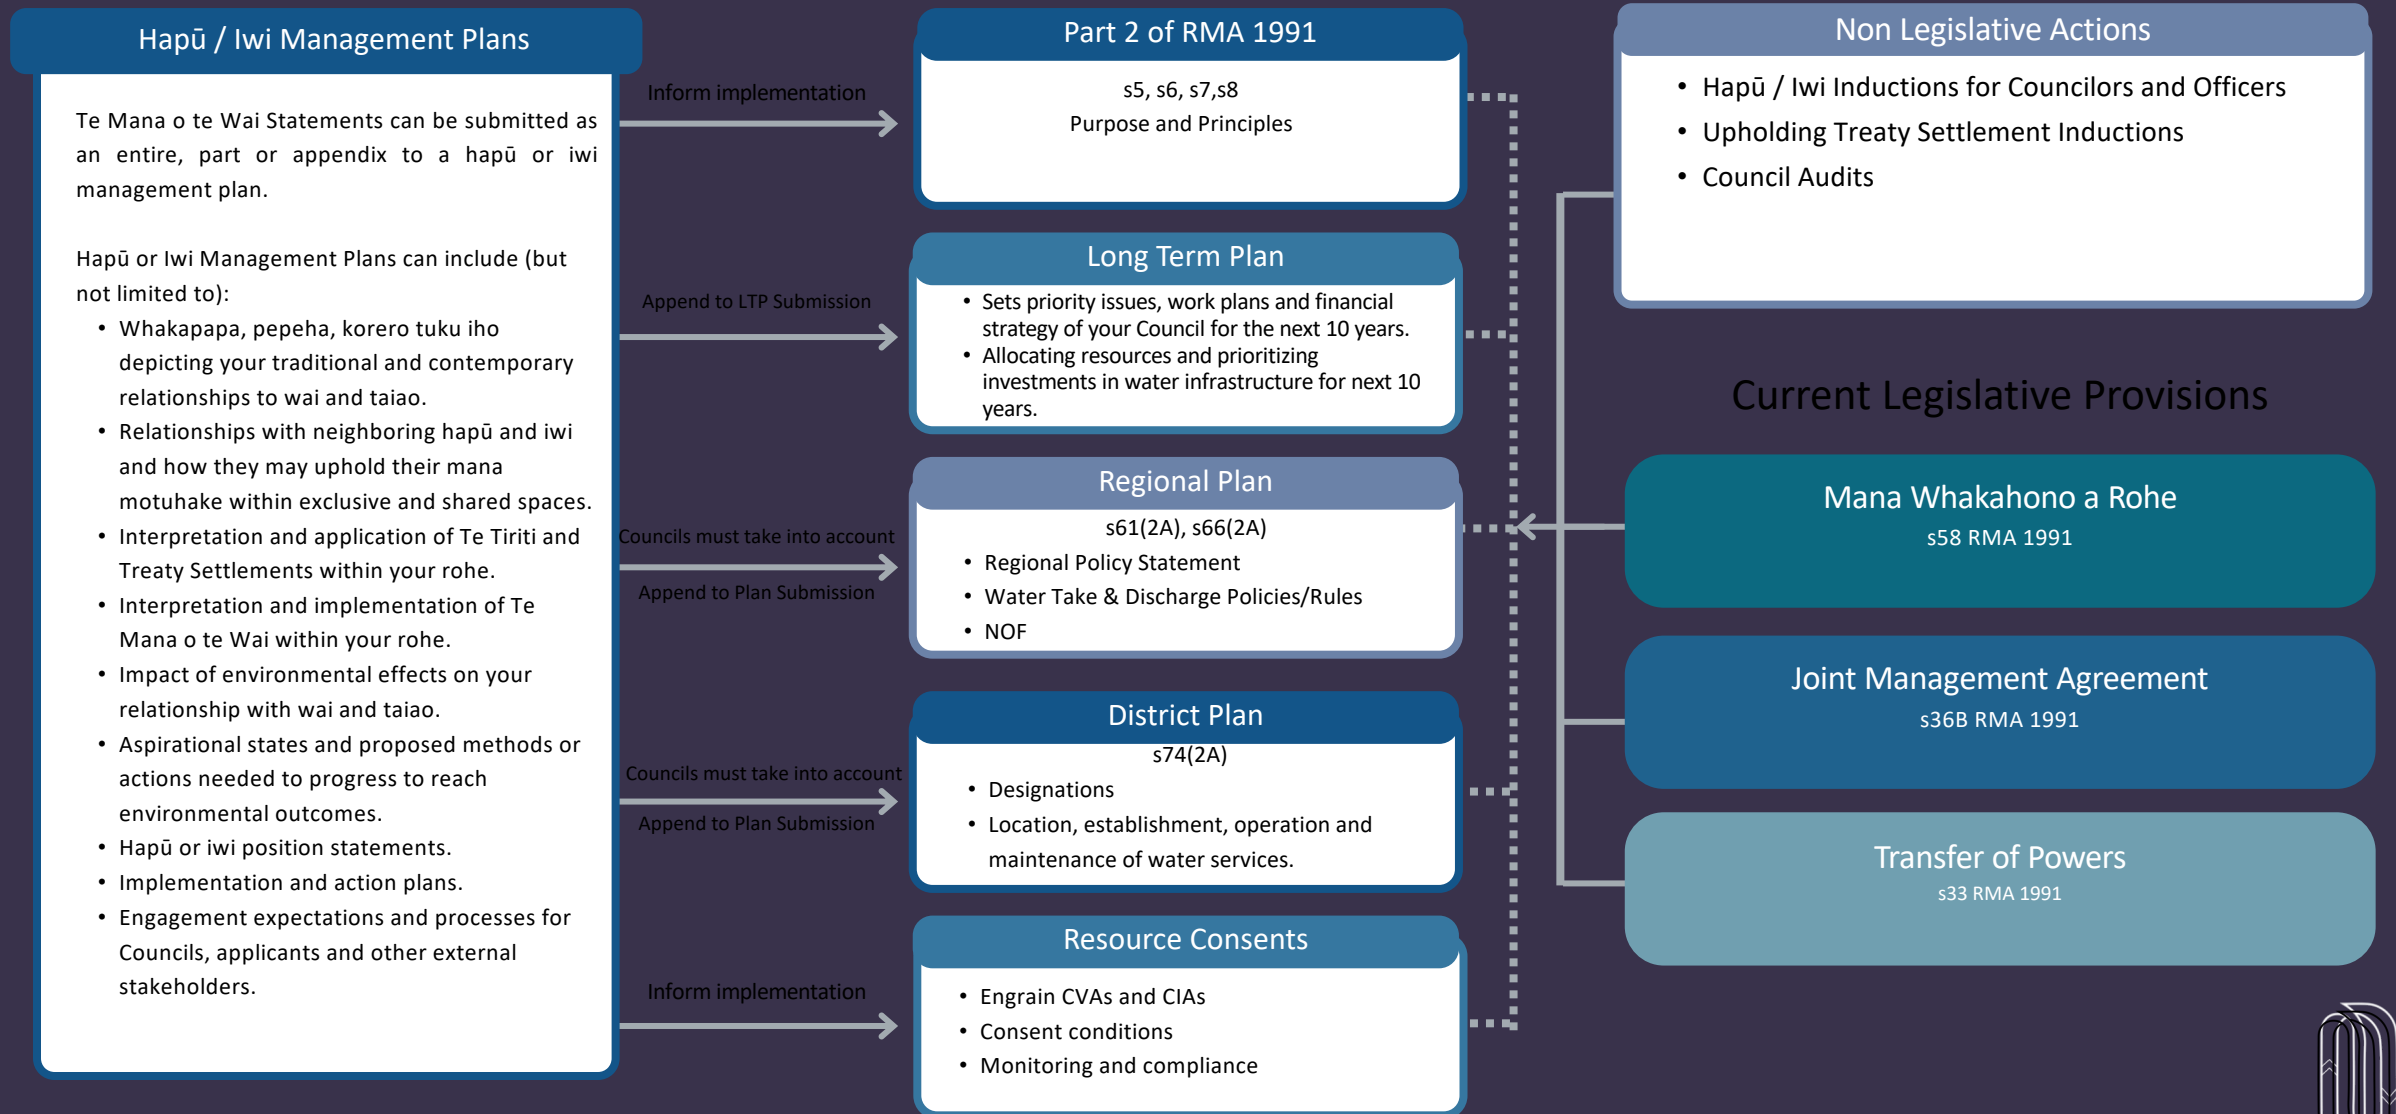 Hapū / Iwi Management Plans
Te Mana o te Wai Statements can be submitted as
an entire, part or appendix to a hapū or iwi
management plan.
Hapū or Iwi Management Plans can include (but
not limited to):
• Whakapapa, pepeha, korero tuku iho
depicting your traditional and contemporary
relationships to wai and taiao.
• Relationships with neighboring hapū and iwi
and how they may uphold their mana
motuhake within exclusive and shared spaces.
• Interpretation and application of Te Tiriti and
Treaty Settlements within your rohe.
• Interpretation and implementation of Te
Mana o te Wai within your rohe.
• Impact of environmental effects on your
relationship with wai and taiao.
• Aspirational states and proposed methods or
actions needed to progress to reach
environmental outcomes.
• Hapū or iwi position statements.
• Implementation and action plans.
• Engagement expectations and processes for
Councils, applicants and other external
stakeholders.
Inform implementation
Append to LTP Submission
Councils must take into account
Append to Plan Submission
Councils must take into account
Append to Plan Submission
Inform implementation
Part 2 of RMA 1991
s5, s6, s7,s8
Purpose and Principles
Long Term Plan
• Sets priority issues, work plans and financial
strategy of your Council for the next 10 years.
• Allocating resources and prioritizing
investments in water infrastructure for next 10
years.
Regional Plan
s61(2A), s66(2A)
• Regional Policy Statement
• Water Take & Discharge Policies/Rules
• NOF
District Plan
s74(2A)
• Designations
• Location, establishment, operation and
maintenance of water services.
Resource Consents
• Engrain CVAs and CIAs
• Consent conditions
• Monitoring and compliance
Non Legislative Actions
• Hapū / Iwi Inductions for Councilors and Officers
• Upholding Treaty Settlement Inductions
• Council Audits
Current Legislative Provisions
Mana Whakahono a Rohe
s58 RMA 1991
Joint Management Agreement
s36B RMA 1991
Transfer of Powers
s33 RMA 1991